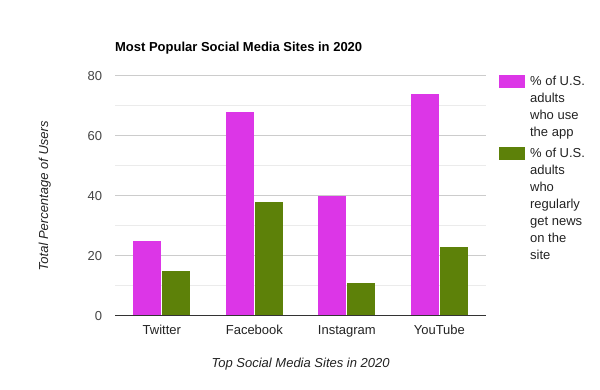 Most Popular Social Media Sites in 2020
80
60
40
20
0
Total Percentage of Users
Twitter
Facebook
Instagram
YouTube
Top Social Media Sites in 2020
% of U.S.
adults
who use
the app
% of U.S.
adults
who
regularly
get news
on the
site